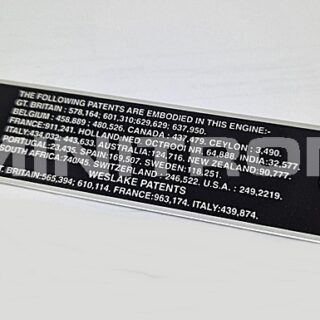 THE FOLLOWING PATENTS ARE EMBODIED IN THIS ENGINE:-
GT. BRITAIN : 578,164; 601,310:629,629; 637,950.
BELGIUM : 458,889 ; 480,526. CANADA : 437,479. CEYLON : 3,490.
FRANCE:911,241. HOLLAND:NED. OCTROOI NR. 64,888. INDIA:32,577.
ITALY:434,032, 443,633. AUSTRALIA:124,716. NEW ZEALAND:90,777.
PORTUGAL:23,435. SPAIN:169,507. SWEDEN:118,251.
SOUTH AFRICA:740/45. SWITZERLAND : 246,522. U.S.A. : 249,2219.
WESLAKE PATENTS
T. BRITAIN:565,394; 610,114. FRANCE:963,174. ITALY:439,874.